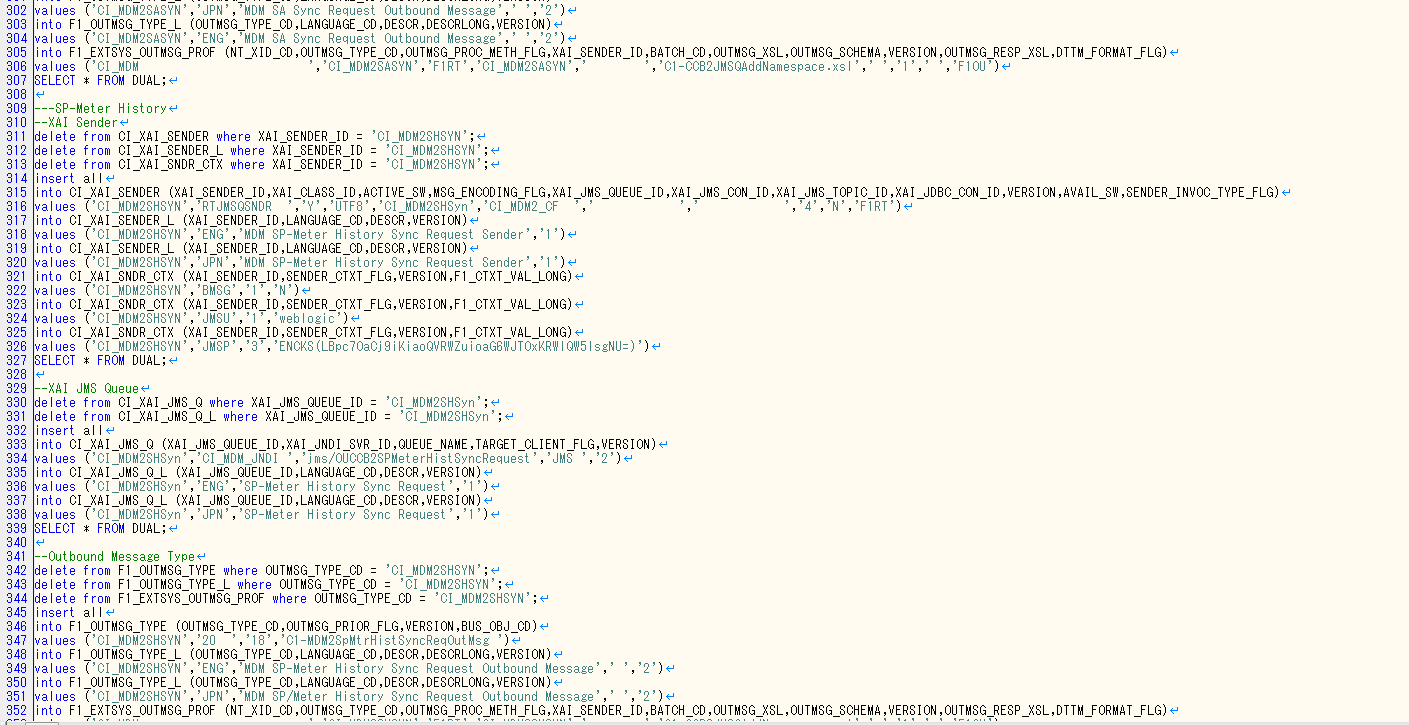 302 values ('CI_MDM2SASYN','JPN','MDM SA Sync Request Outbound Message',' ','2')↵
303 into F1_OUTMSG_TYPE_L (OUTMSG_TYPE_CD,LANGUAGE_CD,DESCR,DESCRLONG,VERSION)↵
304 values ('CI_MDM2SASYN','ENG','MDM SA Sync Request Outbound Message',' ','2')↵
305 into F1_EXTSYS_OUTMSG_PROF (NT_XID_CD,OUTMSG_TYPE_CD,OUTMSG_PROC_METH_FLG,XAI_SENDER_ID,BATCH_CD,OUTMSG_XSL,OUTMSG_SCHEMA,VERSION,OUTMSG_RESP_XSL,DTTM_FORMAT_FLG)↵
306 values ('CI_MDM                        ','CI_MDM2SASYN','F1RT','CI_MDM2SASYN','        ','C1-CCB2JMSQAddNamespace.xsl',' ','1',' ','F1OU')↵
307 SELECT * FROM DUAL;↵
308 ↵
309 ---SP-Meter History↵
310 --XAI Sender↵
311 delete from CI_XAI_SENDER where XAI_SENDER_ID = 'CI_MDM2SHSYN';↵
312 delete from CI_XAI_SENDER_L where XAI_SENDER_ID = 'CI_MDM2SHSYN';↵
313 delete from CI_XAI_SNDR_CTX where XAI_SENDER_ID = 'CI_MDM2SHSYN';↵
314 insert all↵
315 into CI_XAI_SENDER (XAI_SENDER_ID,XAI_CLASS_ID,ACTIVE_SW,MSG_ENCODING_FLG,XAI_JMS_QUEUE_ID,XAI_JMS_CON_ID,XAI_JMS_TOPIC_ID,XAI_JDBC_CON_ID,VERSION,AVAIL_SW,SENDER_INVOC_TYPE_FLG)↵
316 values ('CI_MDM2SHSYN','RTJMSQSNDR  ','Y','UTF8','CI_MDM2SHSyn','CI_MDM2_CF  ','            ','            ','4','N','F1RT')↵
317 into CI_XAI_SENDER_L (XAI_SENDER_ID,LANGUAGE_CD,DESCR,VERSION)↵
318 values ('CI_MDM2SHSYN','ENG','MDM SP-Meter History Sync Request Sender','1')↵
319 into CI_XAI_SENDER_L (XAI_SENDER_ID,LANGUAGE_CD,DESCR,VERSION)↵
320 values ('CI_MDM2SHSYN','JPN','MDM SP-Meter History Sync Request Sender','1')↵
321 into CI_XAI_SNDR_CTX (XAI_SENDER_ID,SENDER_CTXT_FLG,VERSION,F1_CTXT_VAL_LONG)↵
322 values ('CI_MDM2SHSYN','BMSG','1','N')↵
323 into CI_XAI_SNDR_CTX (XAI_SENDER_ID,SENDER_CTXT_FLG,VERSION,F1_CTXT_VAL_LONG)↵
324 values ('CI_MDM2SHSYN','JMSU','1','weblogic')↵
325 into CI_XAI_SNDR_CTX (XAI_SENDER_ID,SENDER_CTXT_FLG,VERSION,F1_CTXT_VAL_LONG)↵
326 values ('CI_MDM2SHSYN','JMSP','3','ENCKS(LBpc7OaCj9iKiaoQVRWZuioaG6WJTOxKRWlQW5IsgNU=)')↵
327 SELECT * FROM DUAL;↵
328 ↵
329 --XAI JMS Queue↵
330 delete from CI_XAI_JMS_Q where XAI_JMS_QUEUE_ID = 'CI_MDM2SHSyn';↵
331 delete from CI_XAI_JMS_Q_L where XAI_JMS_QUEUE_ID = 'CI_MDM2SHSyn';↵
332 insert all↵
333 into CI_XAI_JMS_Q (XAI_JMS_QUEUE_ID,XAI_JNDI_SVR_ID,QUEUE_NAME,TARGET_CLIENT_FLG,VERSION)↵
334 values ('CI_MDM2SHSyn','CI_MDM_JNDI ','jms/OUCCB2SPMeterHistSyncRequest','JMS ','2')↵
335 into CI_XAI_JMS_Q_L (XAI_JMS_QUEUE_ID,LANGUAGE_CD,DESCR,VERSION)↵
336 values ('CI_MDM2SHSyn','ENG','SP-Meter History Sync Request','1')↵
337 into CI_XAI_JMS_Q_L (XAI_JMS_QUEUE_ID,LANGUAGE_CD,DESCR,VERSION)↵
338 values ('CI_MDM2SHSyn','JPN','SP-Meter History Sync Request','1')↵
339 SELECT * FROM DUAL;↵
340 ↵
341 --Outbound Message Type↵
342 delete from F1_OUTMSG_TYPE where OUTMSG_TYPE_CD = 'CI_MDM2SHSYN';↵
343 delete from F1_OUTMSG_TYPE_L where OUTMSG_TYPE_CD = 'CI_MDM2SHSYN';↵
344 delete from F1_EXTSYS_OUTMSG_PROF where OUTMSG_TYPE_CD = 'CI_MDM2SHSYN';↵
345 insert all↵
346 into F1_OUTMSG_TYPE (OUTMSG_TYPE_CD,OUTMSG_PRIOR_FLG,VERSION,BUS_OBJ_CD)↵
347 values ('CI_MDM2SHSYN','20  ','18','C1-MDM2SpMtrHistSyncReqOutMsg ')↵
348 into F1_OUTMSG_TYPE_L (OUTMSG_TYPE_CD,LANGUAGE_CD,DESCR,DESCRLONG,VERSION)↵
349 values ('CI_MDM2SHSYN','ENG','MDM SP-Meter History Sync Request Outbound Message',' ','2')↵
350 into F1_OUTMSG_TYPE_L (OUTMSG_TYPE_CD,LANGUAGE_CD,DESCR,DESCRLONG,VERSION)↵
351 values ('CI_MDM2SHSYN','JPN','MDM SP/Meter History Sync Request Outbound Message',' ','2')↵
352 into F1_EXTSYS_OUTMSG_PROF (NT_XID_CD,OUTMSG_TYPE_CD,OUTMSG_PROC_METH_FLG,XAI_SENDER_ID,BATCH_CD,OUTMSG_XSL,OUTMSG_SCHEMA,VERSION,OUTMSG_RESP_XSL,DTTM_FORMAT_FLG)↵